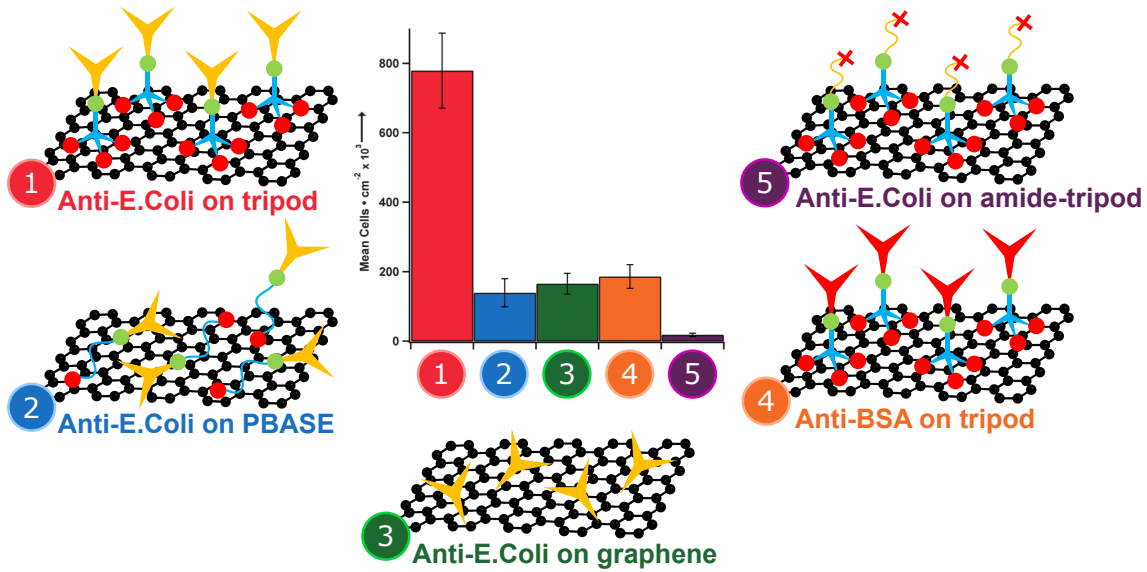 1
Anti-E.Coli on tripod
2
Anti-E.Coli on PBASE
Mean Cells • cm⁻² x 10³ ⟶
800
600
400
200
0
1 2 3 4 5
5
Anti-E.Coli on amide-tripod
4
Anti-BSA on tripod
3
Anti-E.Coli on graphene